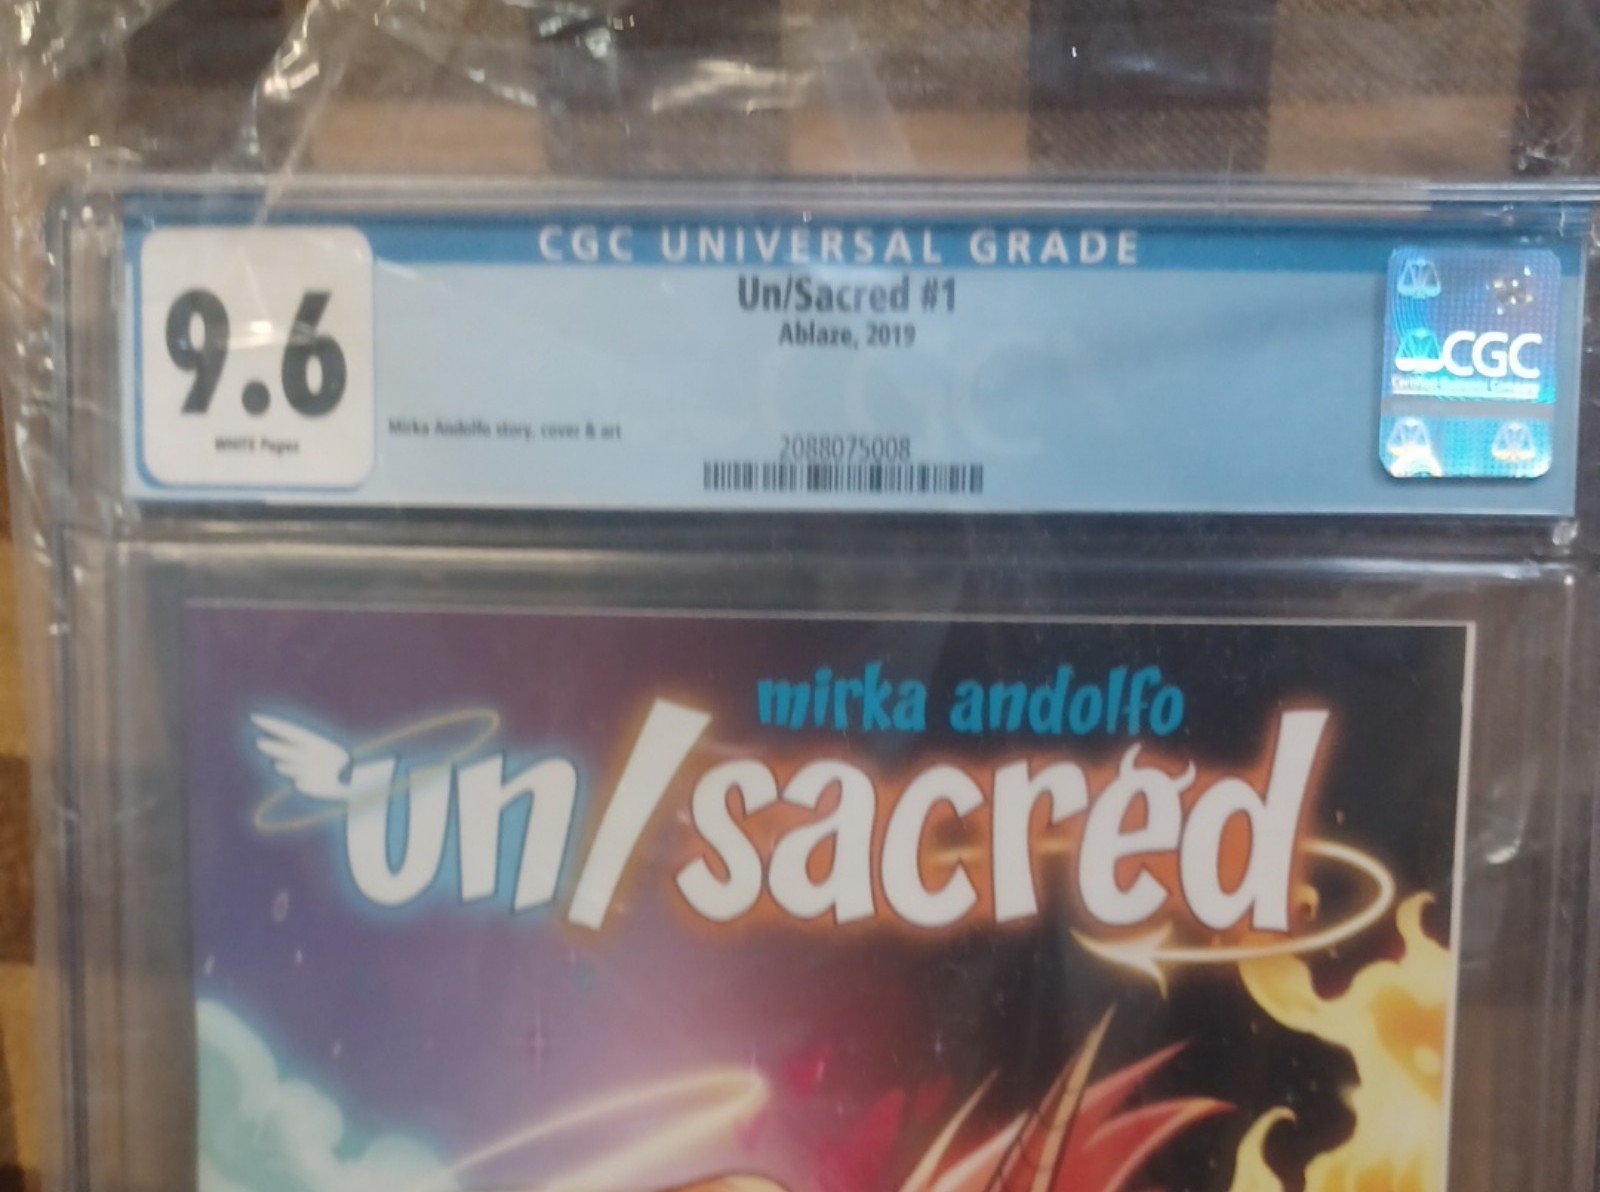 CGC UNIVERSAL GRADE
9.6
WHITE Pages
Un/Sacred #1
Ablaze, 2019
Mirka Andolfo story, cover & art
2088075008
CGC
mirka andolfo
un/sacred